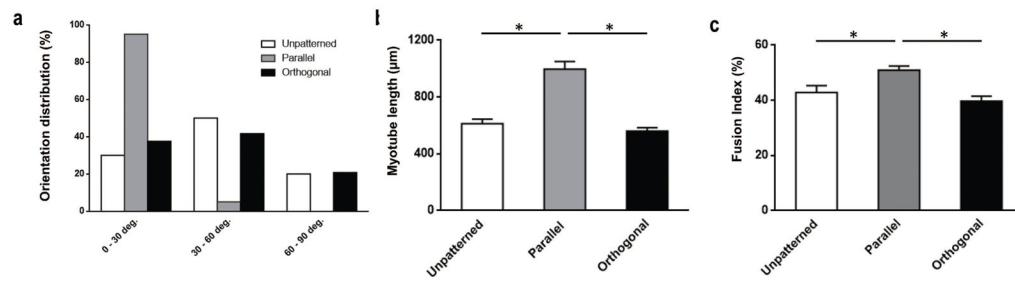 a
Orientation distribution (%)
100
80
60
40
20
0
Unpatterned
Parallel
Orthogonal
0 - 30 deg.
30 - 60 deg.
60 - 90 deg.
b
Myotube length (µm)
1200
800
400
0
* *
Unpatterned
Parallel
Orthogonal
c
Fusion Index (%)
60
40
20
0
* *
Unpatterned
Parallel
Orthogonal